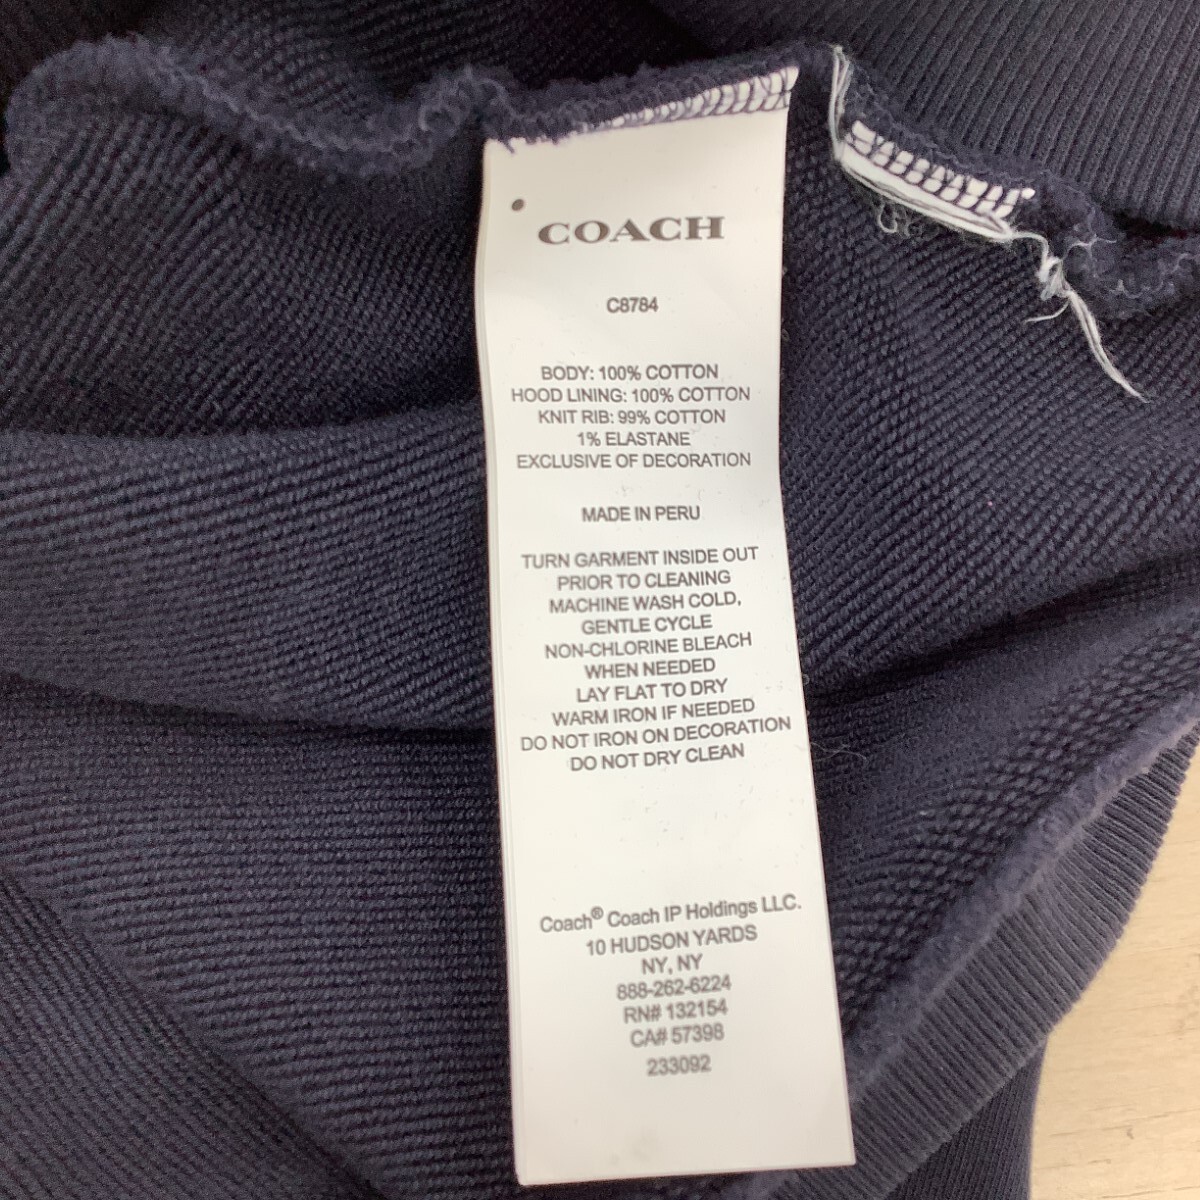 COACH
C8784
BODY: 100% COTTON
HOOD LINING: 100% COTTON
KNIT RIB: 99% COTTON
1% ELASTANE
EXCLUSIVE OF DECORATION
MADE IN PERU
TURN GARMENT INSIDE OUT
PRIOR TO CLEANING
MACHINE WASH COLD,
GENTLE CYCLE
NON-CHLORINE BLEACH
WHEN NEEDED
LAY FLAT TO DRY
WARM IRON IF NEEDED
DO NOT IRON ON DECORATION
DO NOT DRY CLEAN
Coach® Coach IP Holdings LLC.
10 HUDSON YARDS
NY, NY
888-262-6224
RN# 132154
CA# 57398
233092